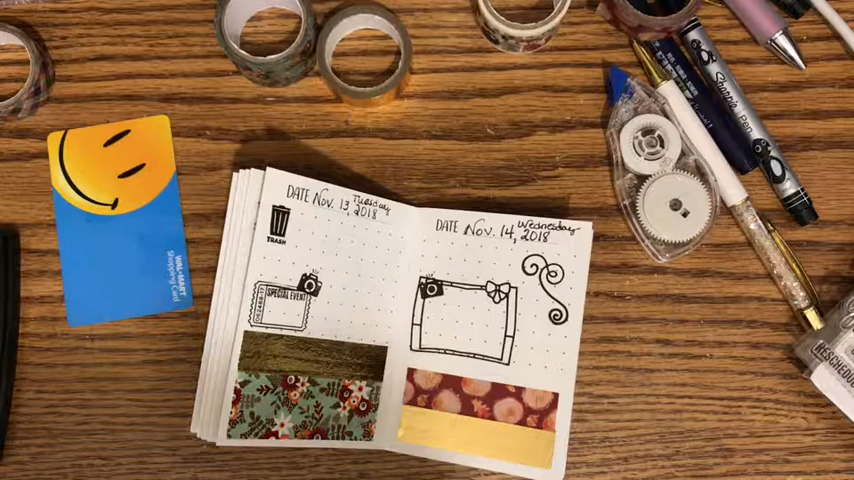 DATE Nov. 13, 2018
Tuesday
TRASH
SPECIAL EVENT
DATE Nov. 14, 2018
Wednesday
WAL-MART
Shopping Card
Sharpie Pen
RESCHEDULE